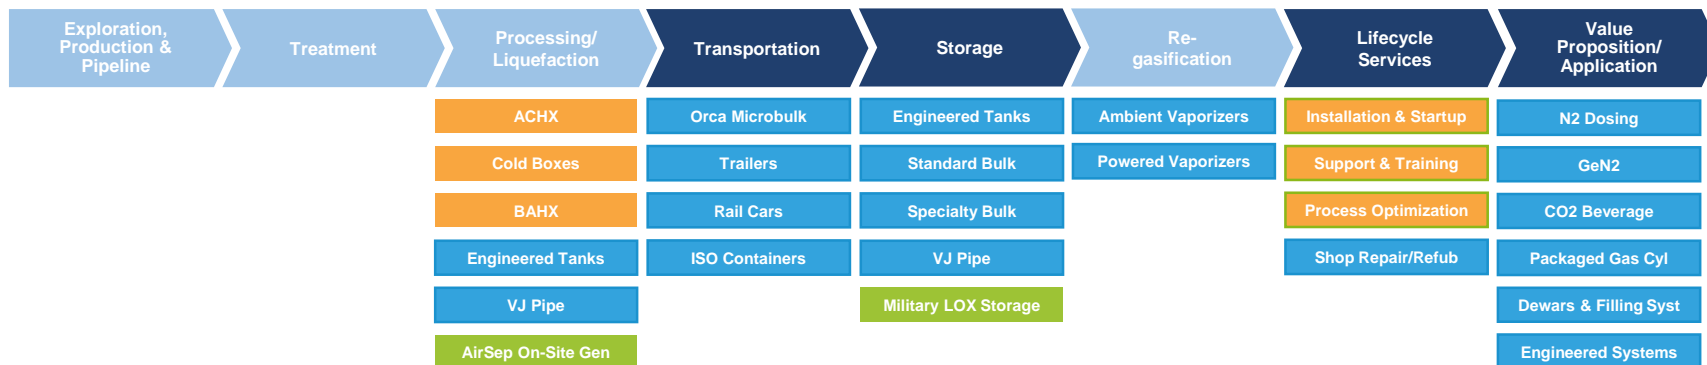 Exploration,
Production &
Pipeline
Treatment
Processing/
Liquefaction
Transportation
Storage
Re-
gasification
Lifecycle
Services
Value
Proposition/
Application
ACHX
Cold Boxes
BAHX
Engineered Tanks
VJ Pipe
AirSep On-Site Gen
Orca Microbulk
Trailers
Rail Cars
ISO Containers
Engineered Tanks
Standard Bulk
Specialty Bulk
VJ Pipe
Military LOX Storage
Ambient Vaporizers
Powered Vaporizers
Installation & Startup
Support & Training
Process Optimization
Shop Repair/Refub
N2 Dosing
GeN2
CO2 Beverage
Packaged Gas Cyl
Dewars & Filling Syst
Engineered Systems